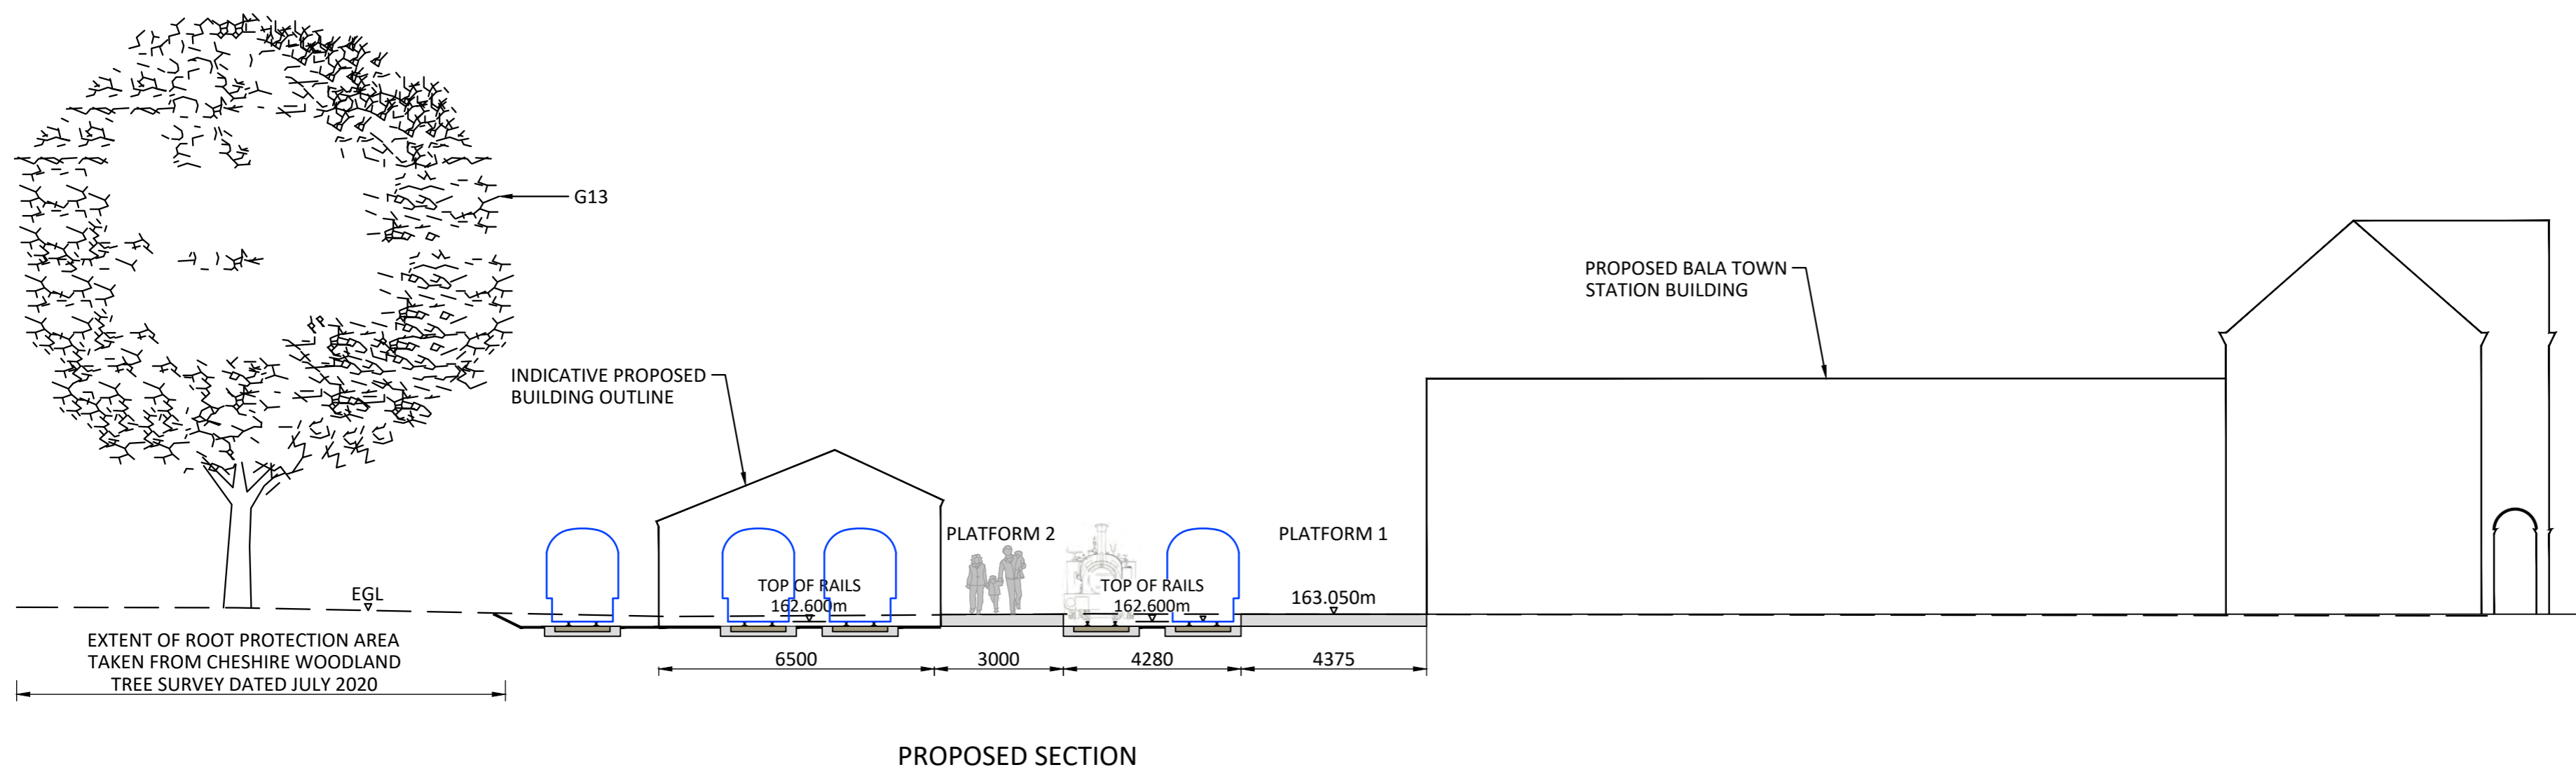 G13
PROPOSED BALA TOWN
STATION BUILDING
INDICATIVE PROPOSED
BUILDING OUTLINE
PLATFORM 2
PLATFORM 1
EGL
TOP OF RAILS
162.600m
TOP OF RAILS
162.600m
163.050m
EXTENT OF ROOT PROTECTION AREA
TAKEN FROM CHESHIRE WOODLAND
TREE SURVEY DATED JULY 2020
6500
3000
4280
4375
PROPOSED SECTION